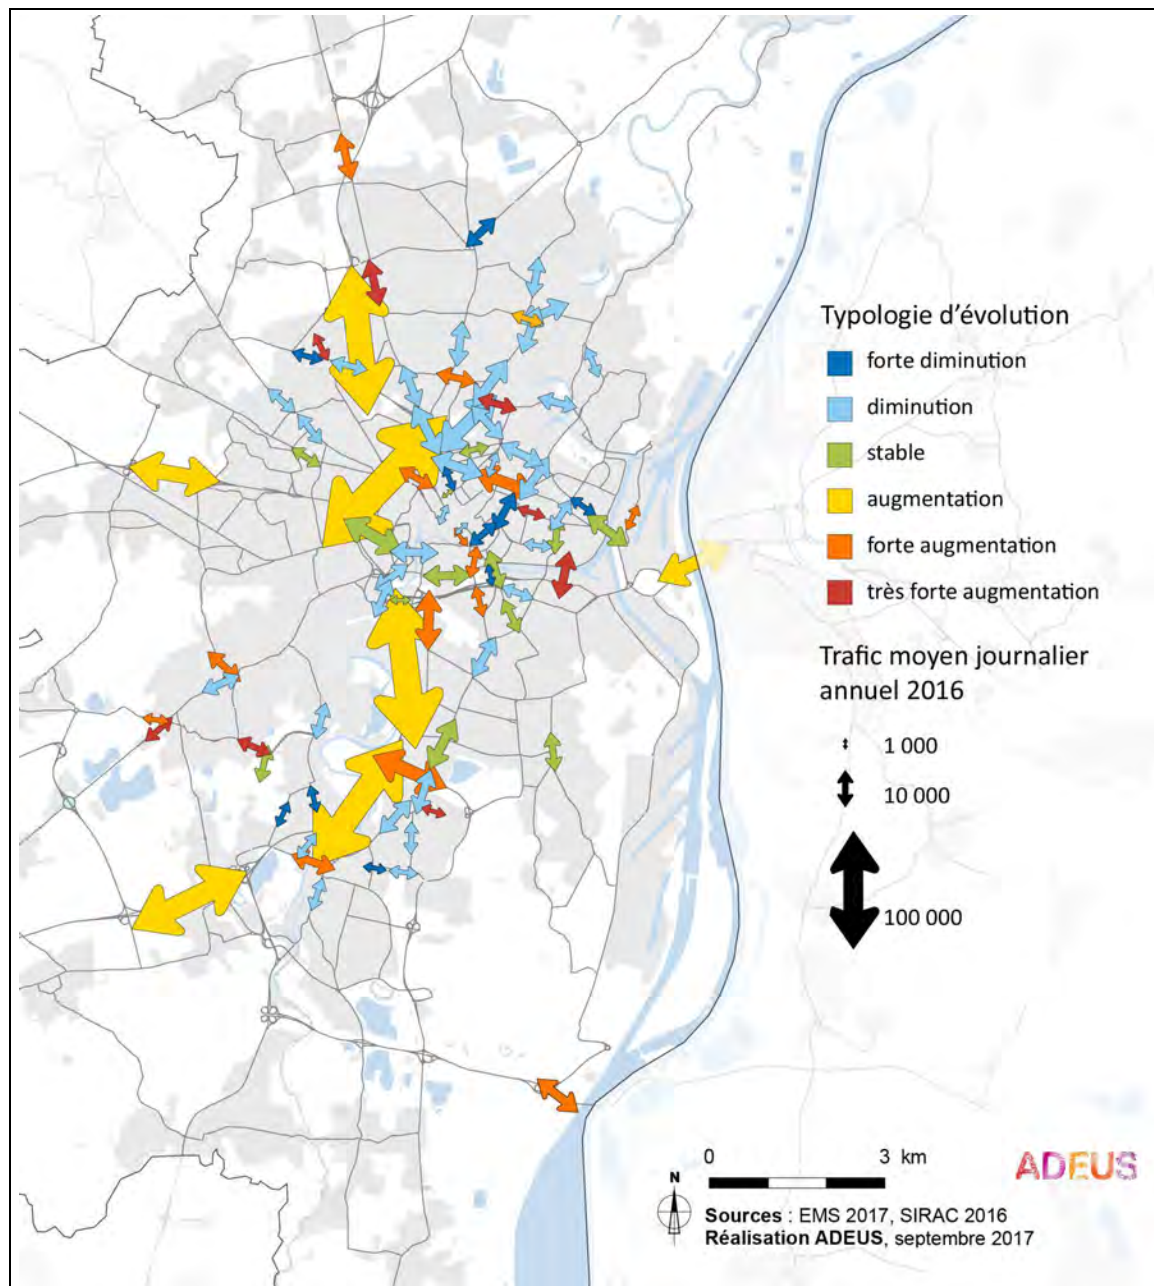 Typologie d'évolution
forte diminution
diminution
stable
augmentation
forte augmentation
très forte augmentation
Trafic moyen journalier
annuel 2016
1 000
10 000
100 000
0 3 km
N
ADEUS
Sources : EMS 2017, SIRAC 2016
Réalisation ADEUS, septembre 2017